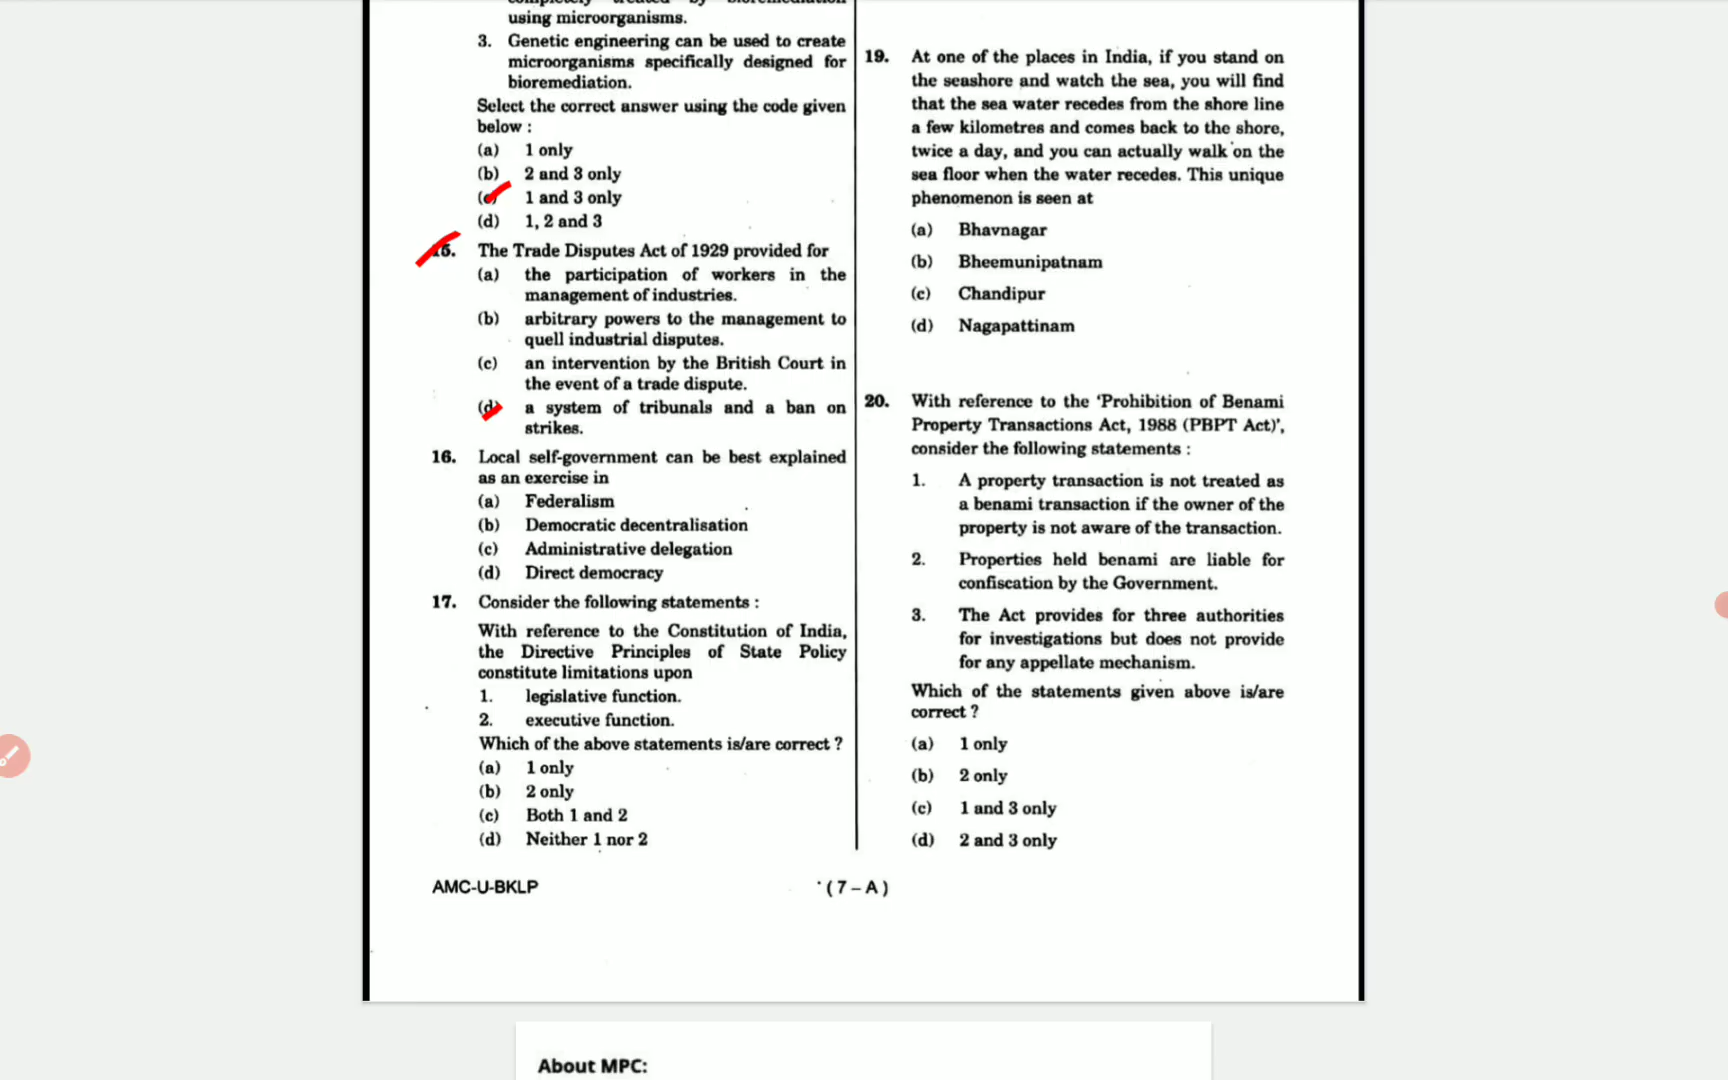 completely treated by bioremediation
using microorganisms.
3. Genetic engineering can be used to create
microorganisms specifically designed for
bioremediation.
Select the correct answer using the code given
below :
(a) 1 only
(b) 2 and 3 only
(c) 1 and 3 only
(d) 1, 2 and 3
15. The Trade Disputes Act of 1929 provided for
(a) the participation of workers in the
management of industries.
(b) arbitrary powers to the management to
quell industrial disputes.
(c) an intervention by the British Court in
the event of a trade dispute.
(d) a system of tribunals and a ban on
strikes.
16. Local self-government can be best explained
as an exercise in
(a) Federalism
(b) Democratic decentralisation
(c) Administrative delegation
(d) Direct democracy
17. Consider the following statements :
With reference to the Constitution of India,
the Directive Principles of State Policy
constitute limitations upon
1. legislative function.
2. executive function.
Which of the above statements is/are correct ?
(a) 1 only
(b) 2 only
(c) Both 1 and 2
(d) Neither 1 nor 2
19. At one of the places in India, if you stand on
the seashore and watch the sea, you will find
that the sea water recedes from the shore line
a few kilometres and comes back to the shore,
twice a day, and you can actually walk on the
sea floor when the water recedes. This unique
phenomenon is seen at
(a) Bhavnagar
(b) Bheemunipatnam
(c) Chandipur
(d) Nagapattinam
20. With reference to the ‘Prohibition of Benami
Property Transactions Act, 1988 (PBPT Act)’,
consider the following statements :
1. A property transaction is not treated as
a benami transaction if the owner of the
property is not aware of the transaction.
2. Properties held benami are liable for
confiscation by the Government.
3. The Act provides for three authorities
for investigations but does not provide
for any appellate mechanism.
Which of the statements given above is/are
correct ?
(a) 1 only
(b) 2 only
(c) 1 and 3 only
(d) 2 and 3 only
AMC-U-BKLP
( 7 – A )
About MPC: